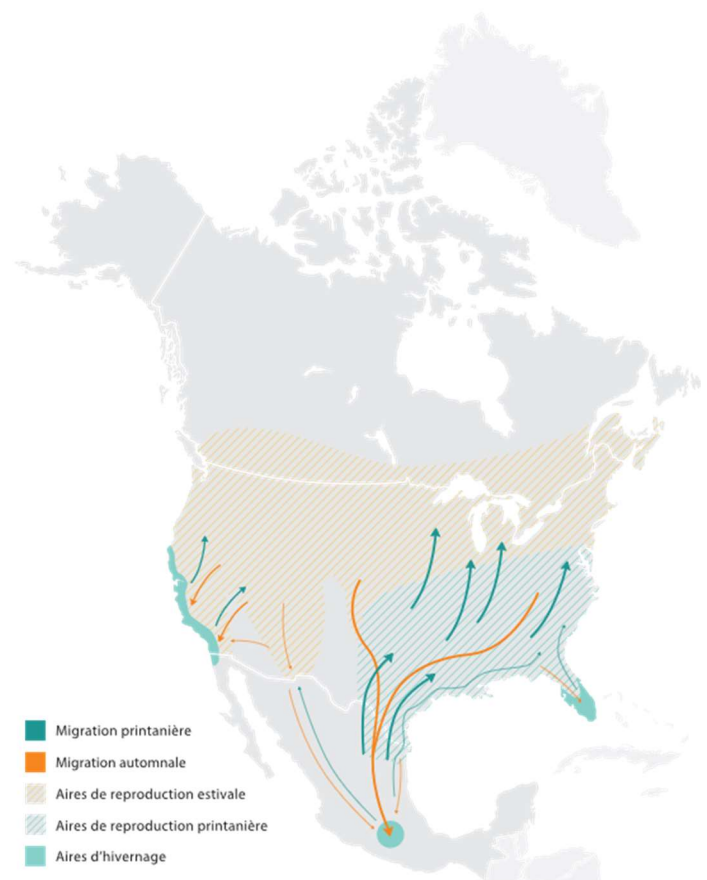 Migration printanière
Migration automnale
Aires de reproduction estivale
Aires de reproduction printanière
Aires d'hivernage